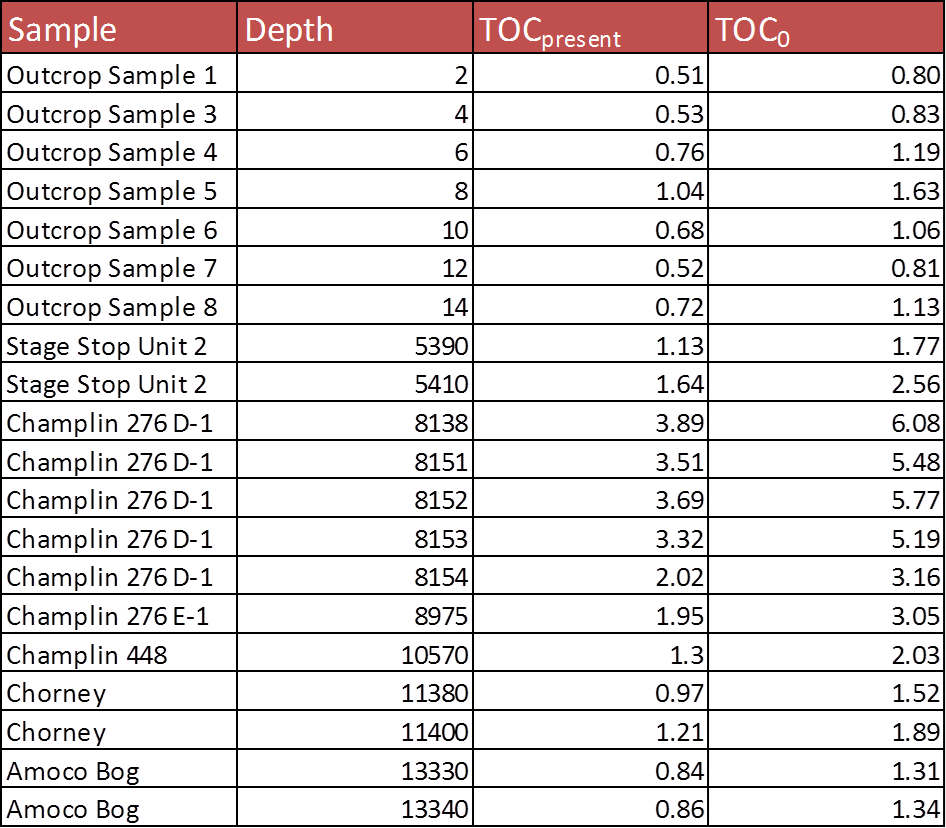 Sample Depth TOCpresent TOC0
Outcrop Sample 1 2 0.51 0.80
Outcrop Sample 3 4 0.53 0.83
Outcrop Sample 4 6 0.76 1.19
Outcrop Sample 5 8 1.04 1.63
Outcrop Sample 6 10 0.68 1.06
Outcrop Sample 7 12 0.52 0.81
Outcrop Sample 8 14 0.72 1.13
Stage Stop Unit 2 5390 1.13 1.77
Stage Stop Unit 2 5410 1.64 2.56
Champlin 276 D-1 8138 3.89 6.08
Champlin 276 D-1 8151 3.51 5.48
Champlin 276 D-1 8152 3.69 5.77
Champlin 276 D-1 8153 3.32 5.19
Champlin 276 D-1 8154 2.02 3.16
Champlin 276 E-1 8975 1.95 3.05
Champlin 448 10570 1.3 2.03
Chorney 11380 0.97 1.52
Chorney 11400 1.21 1.89
Amoco Bog 13330 0.84 1.31
Amoco Bog 13340 0.86 1.34